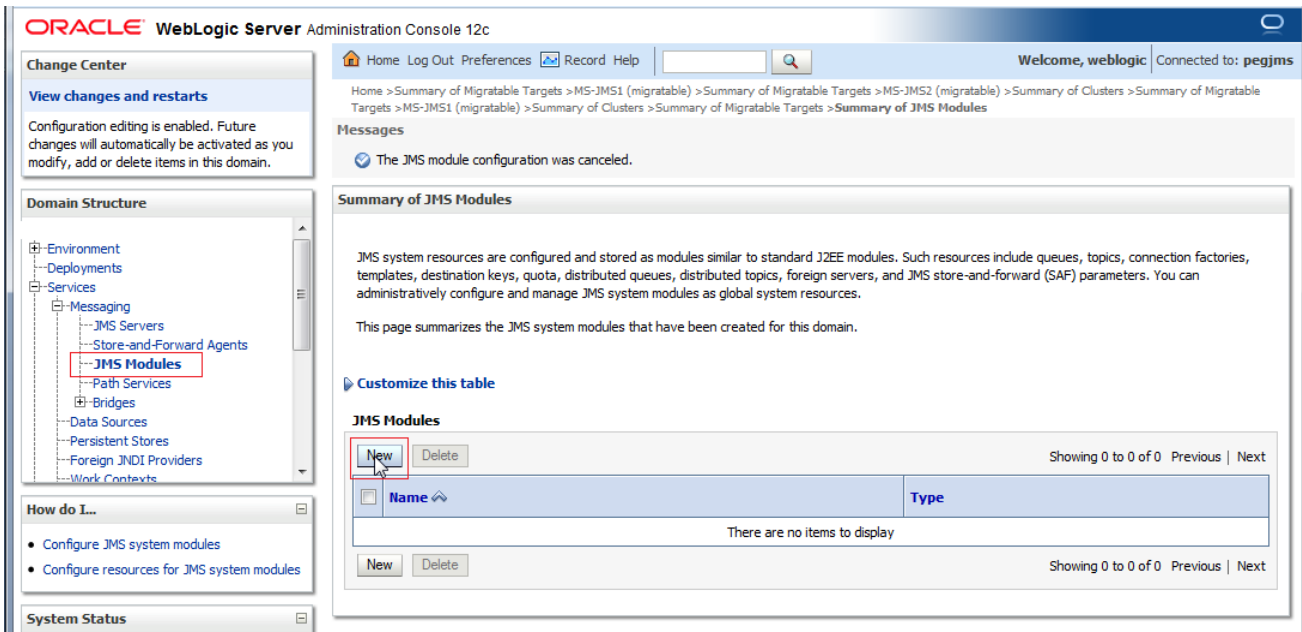 ORACLE WebLogic Server Administration Console 12c
Change Center
View changes and restarts
Configuration editing is enabled. Future
changes will automatically be activated as you
modify, add or delete items in this domain.
Domain Structure
Environment
Deployments
Services
Messaging
JMS Servers
Store-and-Forward Agents
JMS Modules
Path Services
Bridges
Data Sources
Persistent Stores
Foreign JNDI Providers
Work Contexts
How do I...
Configure JMS system modules
Configure resources for JMS system modules
System Status
Home Log Out Preferences Record Help
Welcome, weblogic Connected to: pegjms
Home >Summary of Migratable Targets >MS-JMS1 (migratable) >Summary of Migratable Targets >MS-JMS2 (migratable) >Summary of Clusters >Summary of Migratable
Targets >MS-JMS1 (migratable) >Summary of Clusters >Summary of Migratable Targets >Summary of JMS Modules
Messages
The JMS module configuration was canceled.
Summary of JMS Modules
JMS system resources are configured and stored as modules similar to standard J2EE modules. Such resources include queues, topics, connection factories,
templates, destination keys, quota, distributed queues, distributed topics, foreign servers, and JMS store-and-forward (SAF) parameters. You can
administratively configure and manage JMS system modules as global system resources.
This page summarizes the JMS system modules that have been created for this domain.
Customize this table
JMS Modules
New Delete Showing 0 to 0 of 0 Previous | Next
Name Type
There are no items to display
New Delete Showing 0 to 0 of 0 Previous | Next